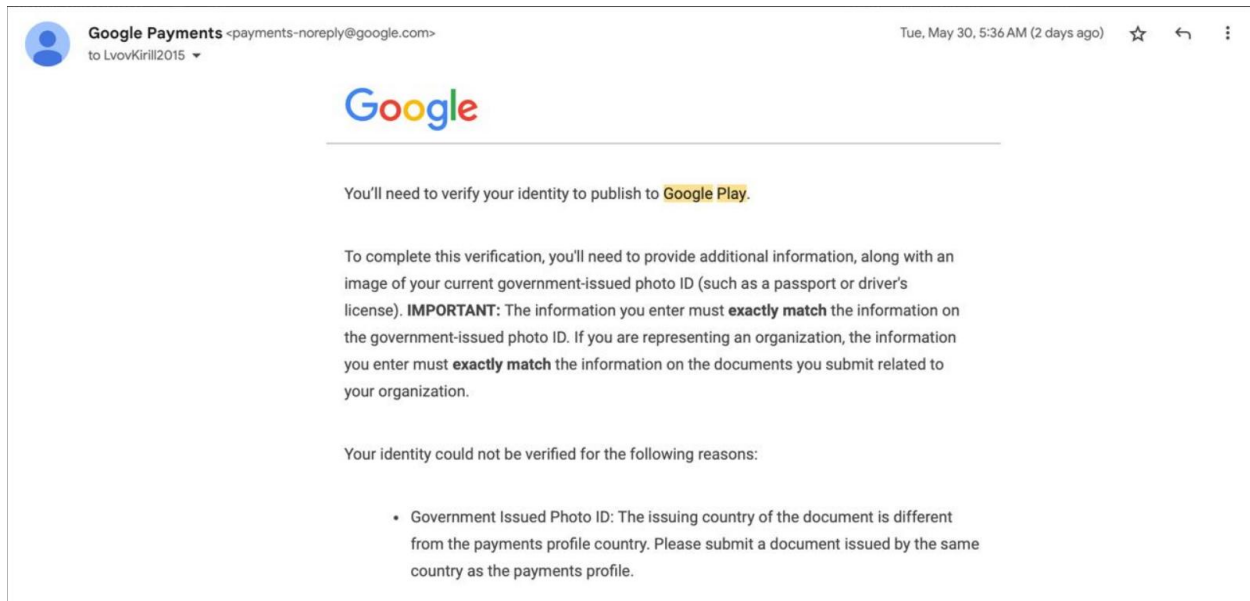 Google Payments <payments-noreply@google.com>
Tue, May 30, 5:36 AM (2 days ago)
to LvovKirill2015
Google
You'll need to verify your identity to publish to Google Play.
To complete this verification, you'll need to provide additional information, along with an
image of your current government-issued photo ID (such as a passport or driver's
license). IMPORTANT: The information you enter must exactly match the information on
the government-issued photo ID. If you are representing an organization, the information
you enter must exactly match the information on the documents you submit related to
your organization.
Your identity could not be verified for the following reasons:
• Government Issued Photo ID: The issuing country of the document is different
from the payments profile country. Please submit a document issued by the same
country as the payments profile.